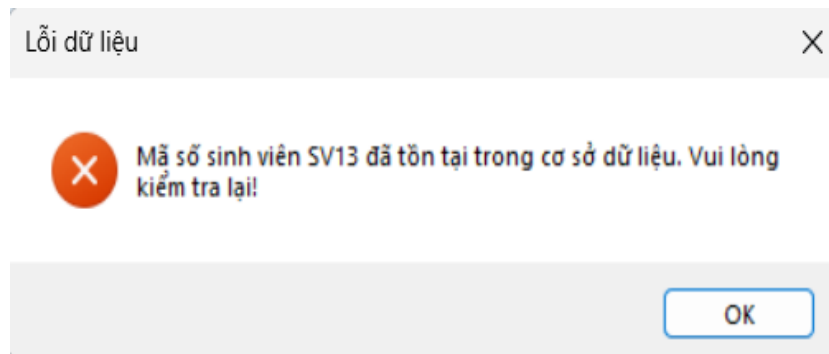 Lỗi dữ liệu
Mã số sinh viên SV13 đã tồn tại trong cơ sở dữ liệu. Vui lòng
kiểm tra lại!
OK